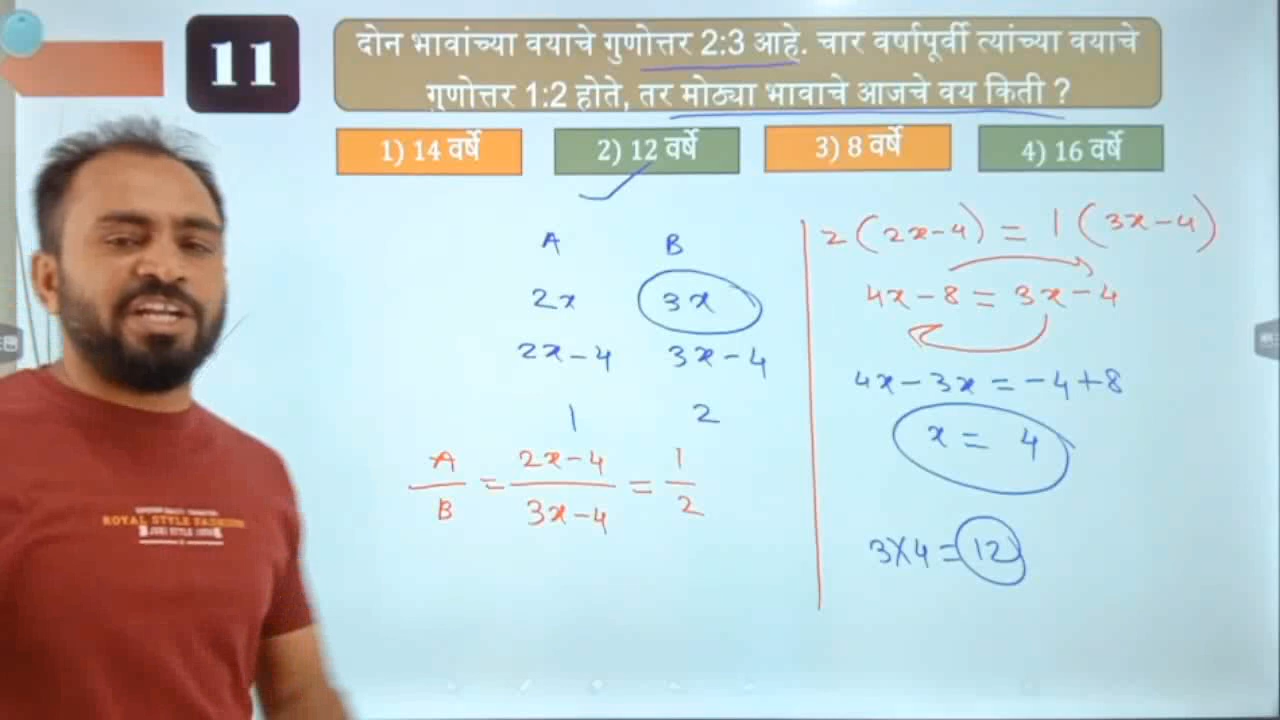 11
दोन भावांच्या वयाचे गुणोत्तर 2:3 आहे. चार वर्षापूर्वी त्यांच्या वयाचे
गुणोत्तर 1:2 होते, तर मोठ्या भावाचे आजचे वय किती ?
1) 14 वर्षे 2) 12 वर्षे 3) 8 वर्षे 4) 16 वर्षे
A B
2x 3x
2x-4 3x-4
1 2
A/B = 2x-4/3x-4 = 1/2
2(2x-4) = 1(3x-4)
4x-8 = 3x-4
4x-3x = -4+8
x = 4
3X4 = 12
ROYAL STYLE FASHION